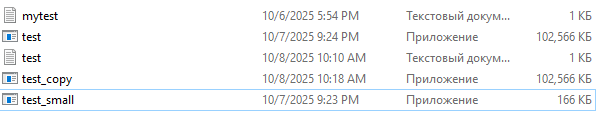 mytest 10/6/2025 5:54 PM Текстовый докум... 1 КБ
test 10/7/2025 9:24 PM Приложение 102,566 КБ
test 10/8/2025 10:10 AM Текстовый докум... 1 КБ
test_copy 10/8/2025 10:18 AM Приложение 102,566 КБ
test_small 10/7/2025 9:23 PM Приложение 166 КБ